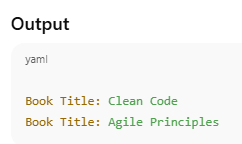 Output
yaml
Book Title: Clean Code
Book Title: Agile Principles